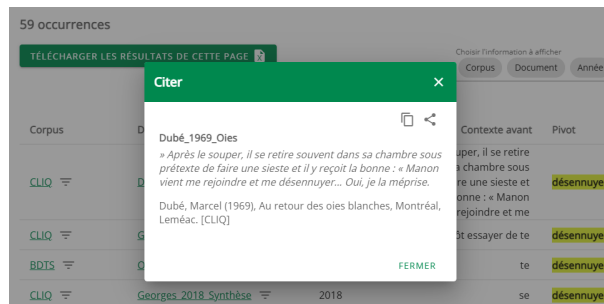 59 occurrences
TÉLÉCHARGER LES RÉSULTATS DE CETTE PAGE
Choisir l'information à afficher
Corpus Document Année
Citer
Dubé_1969_Oies
» Après le souper, il se retire souvent dans sa chambre sous
prétexte de faire une sieste et il y reçoit la bonne : « Manon
vient me rejoindre et me désennuyer... Oui, je la méprise.
Dubé, Marcel (1969), Au retour des oies blanches, Montréal,
Leméac. [CLIQ]
FERMER
Corpus D Contexte avant Pivot
uper, il se retire
a chambre sous
re une sieste et
onne : « Manon
rejoindre et me
CLIQ D désennuye
CLIQ G ôt essayer de te désennuye
BDTS O te désennuye
CLIQ Georges_2018_Synthèse 2018 se désennuye